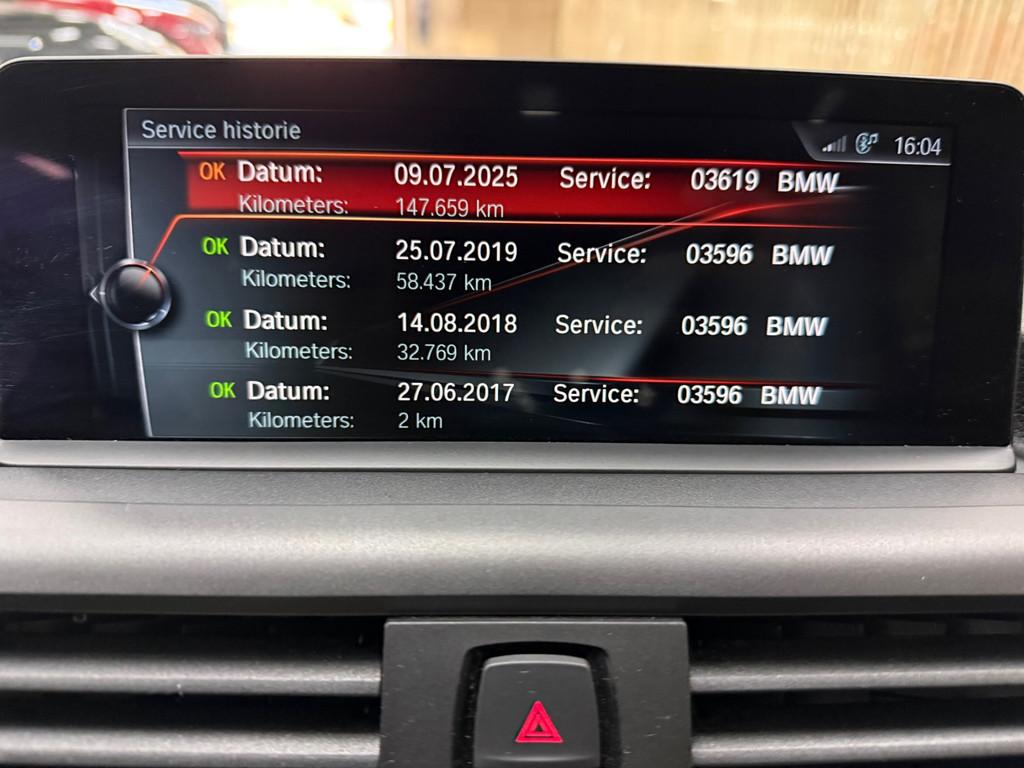 Service historie 16:04
OK Datum: 09.07.2025 Service: 03619 BMW
Kilometers: 147.659 km
OK Datum: 25.07.2019 Service: 03596 BMW
Kilometers: 58.437 km
OK Datum: 14.08.2018 Service: 03596 BMW
Kilometers: 32.769 km
OK Datum: 27.06.2017 Service: 03596 BMW
Kilometers: 2 km